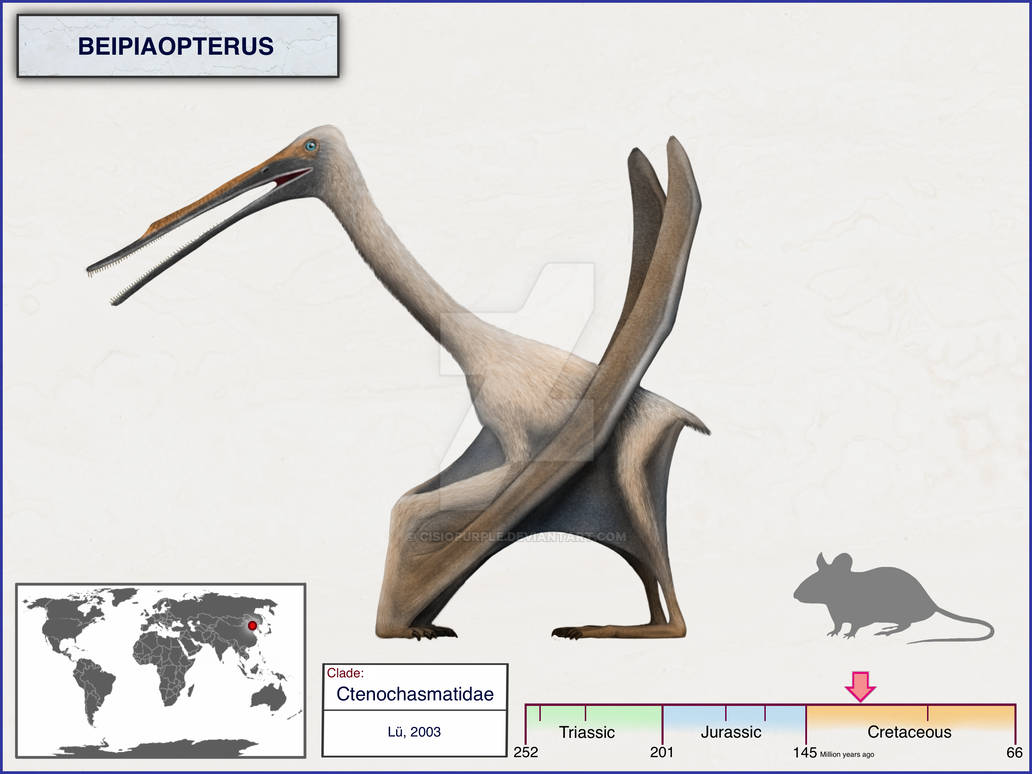 BEIPIAOPTERUS
© CISIOPURPLE.DEVIANTART.COM
Clade:
Ctenochasmatidae
Lü, 2003
Triassic
Jurassic
Cretaceous
252
201
145 Million years ago
66